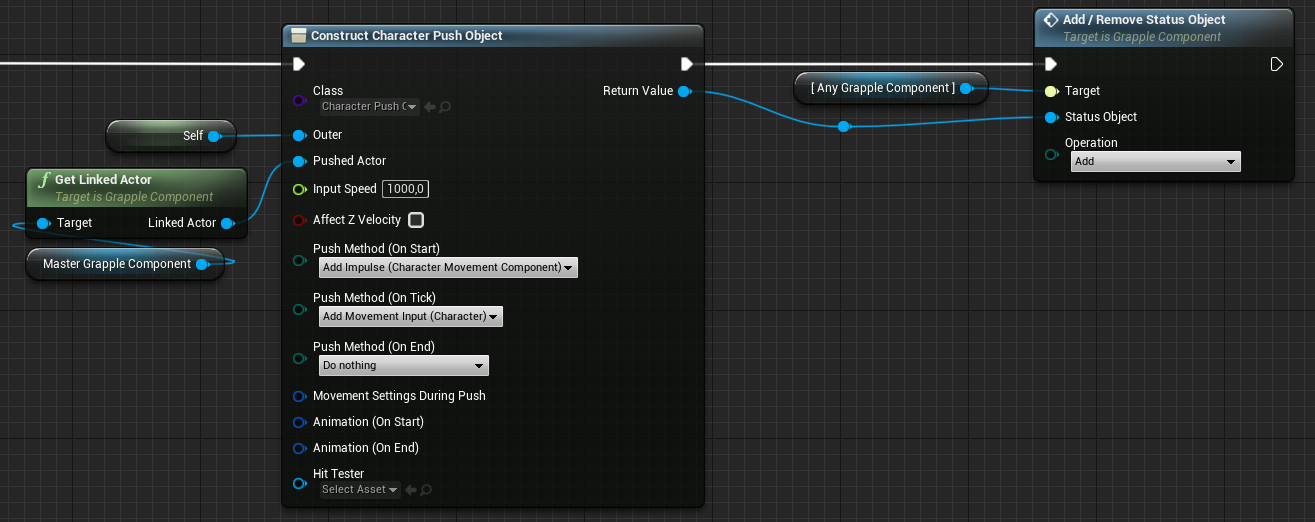 Construct Character Push Object
Class
Character Push C
Return Value
Self
Outer
Get Linked Actor
Target is Grapple Component
Target
Linked Actor
Master Grapple Component
Pushed Actor
Input Speed 1000,0
Affect Z Velocity
Push Method (On Start)
Add Impulse (Character Movement Component)
Push Method (On Tick)
Add Movement Input (Character)
Push Method (On End)
Do nothing
Movement Settings During Push
Animation (On Start)
Animation (On End)
Hit Tester
Select Asset
[ Any Grapple Component ]
Add / Remove Status Object
Target is Grapple Component
Target
Status Object
Operation
Add